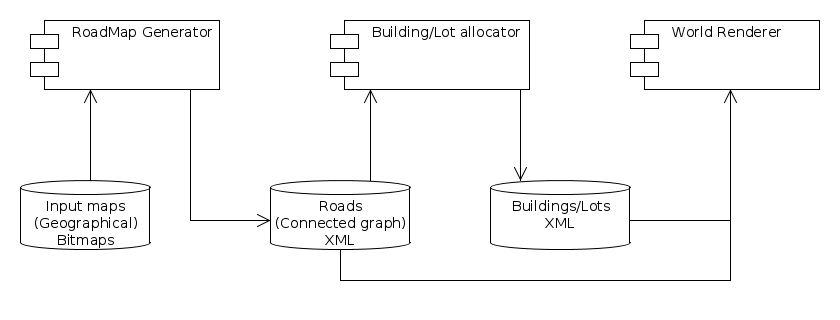 RoadMap Generator
Building/Lot allocator
World Renderer
Input maps
(Geographical)
Bitmaps
Roads
(Connected graph)
XML
Buildings/Lots
XML